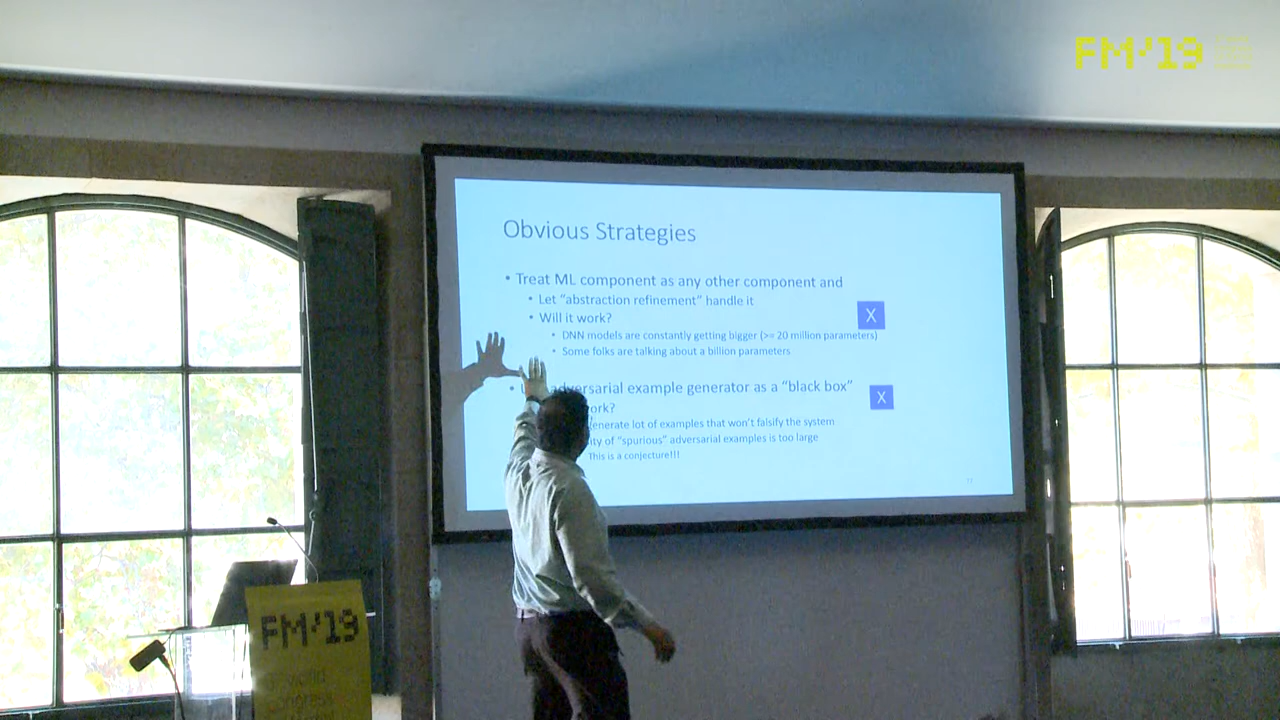 FM'19
Obvious Strategies
• Treat ML component as any other component and
• Let “abstraction refinement” handle it
• Will it work?
X
• DNN models are constantly getting bigger (>= 20 million parameters)
• Some folks are talking about a billion parameters
adversarial example generator as a “black box”
X
work?
generate lot of examples that won't falsify the system
of “spurious” adversarial examples is too large
This is a conjecture!!!
FM'19